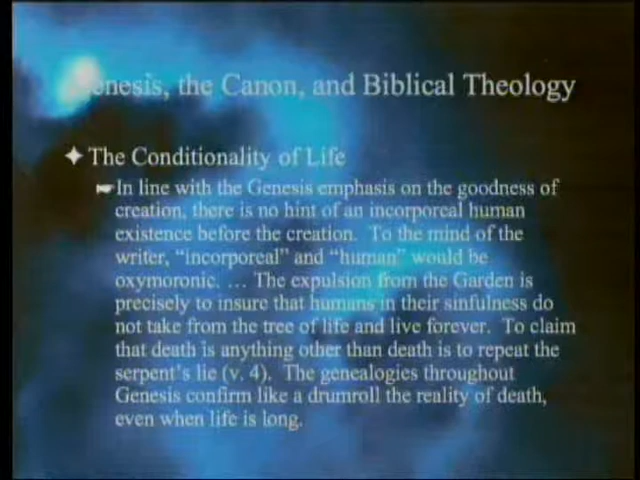 Genesis, the Canon, and Biblical Theology
The Conditionality of Life
In line with the Genesis emphasis on the goodness of
creation, there is no hint of an incorporeal human
existence before the creation. To the mind of the
writer, “incorporeal” and “human” would be
oxymoronic. … The expulsion from the Garden is
precisely to insure that humans in their sinfulness do
not take from the tree of life and live forever. To claim
that death is anything other than death is to repeat the
serpent’s lie (v. 4). The genealogies throughout
Genesis confirm like a drumroll the reality of death,
even when life is long.